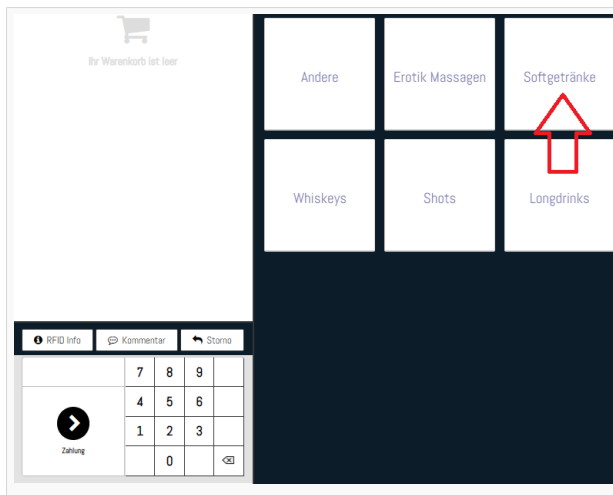 Ihr Warenkorb ist leer
Andere
Erotik Massagen
Softgetränke
Whiskeys
Shots
Longdrinks
RFID Info
Kommentar
Storno
7 8 9
4 5 6
1 2 3
Zahlung
0